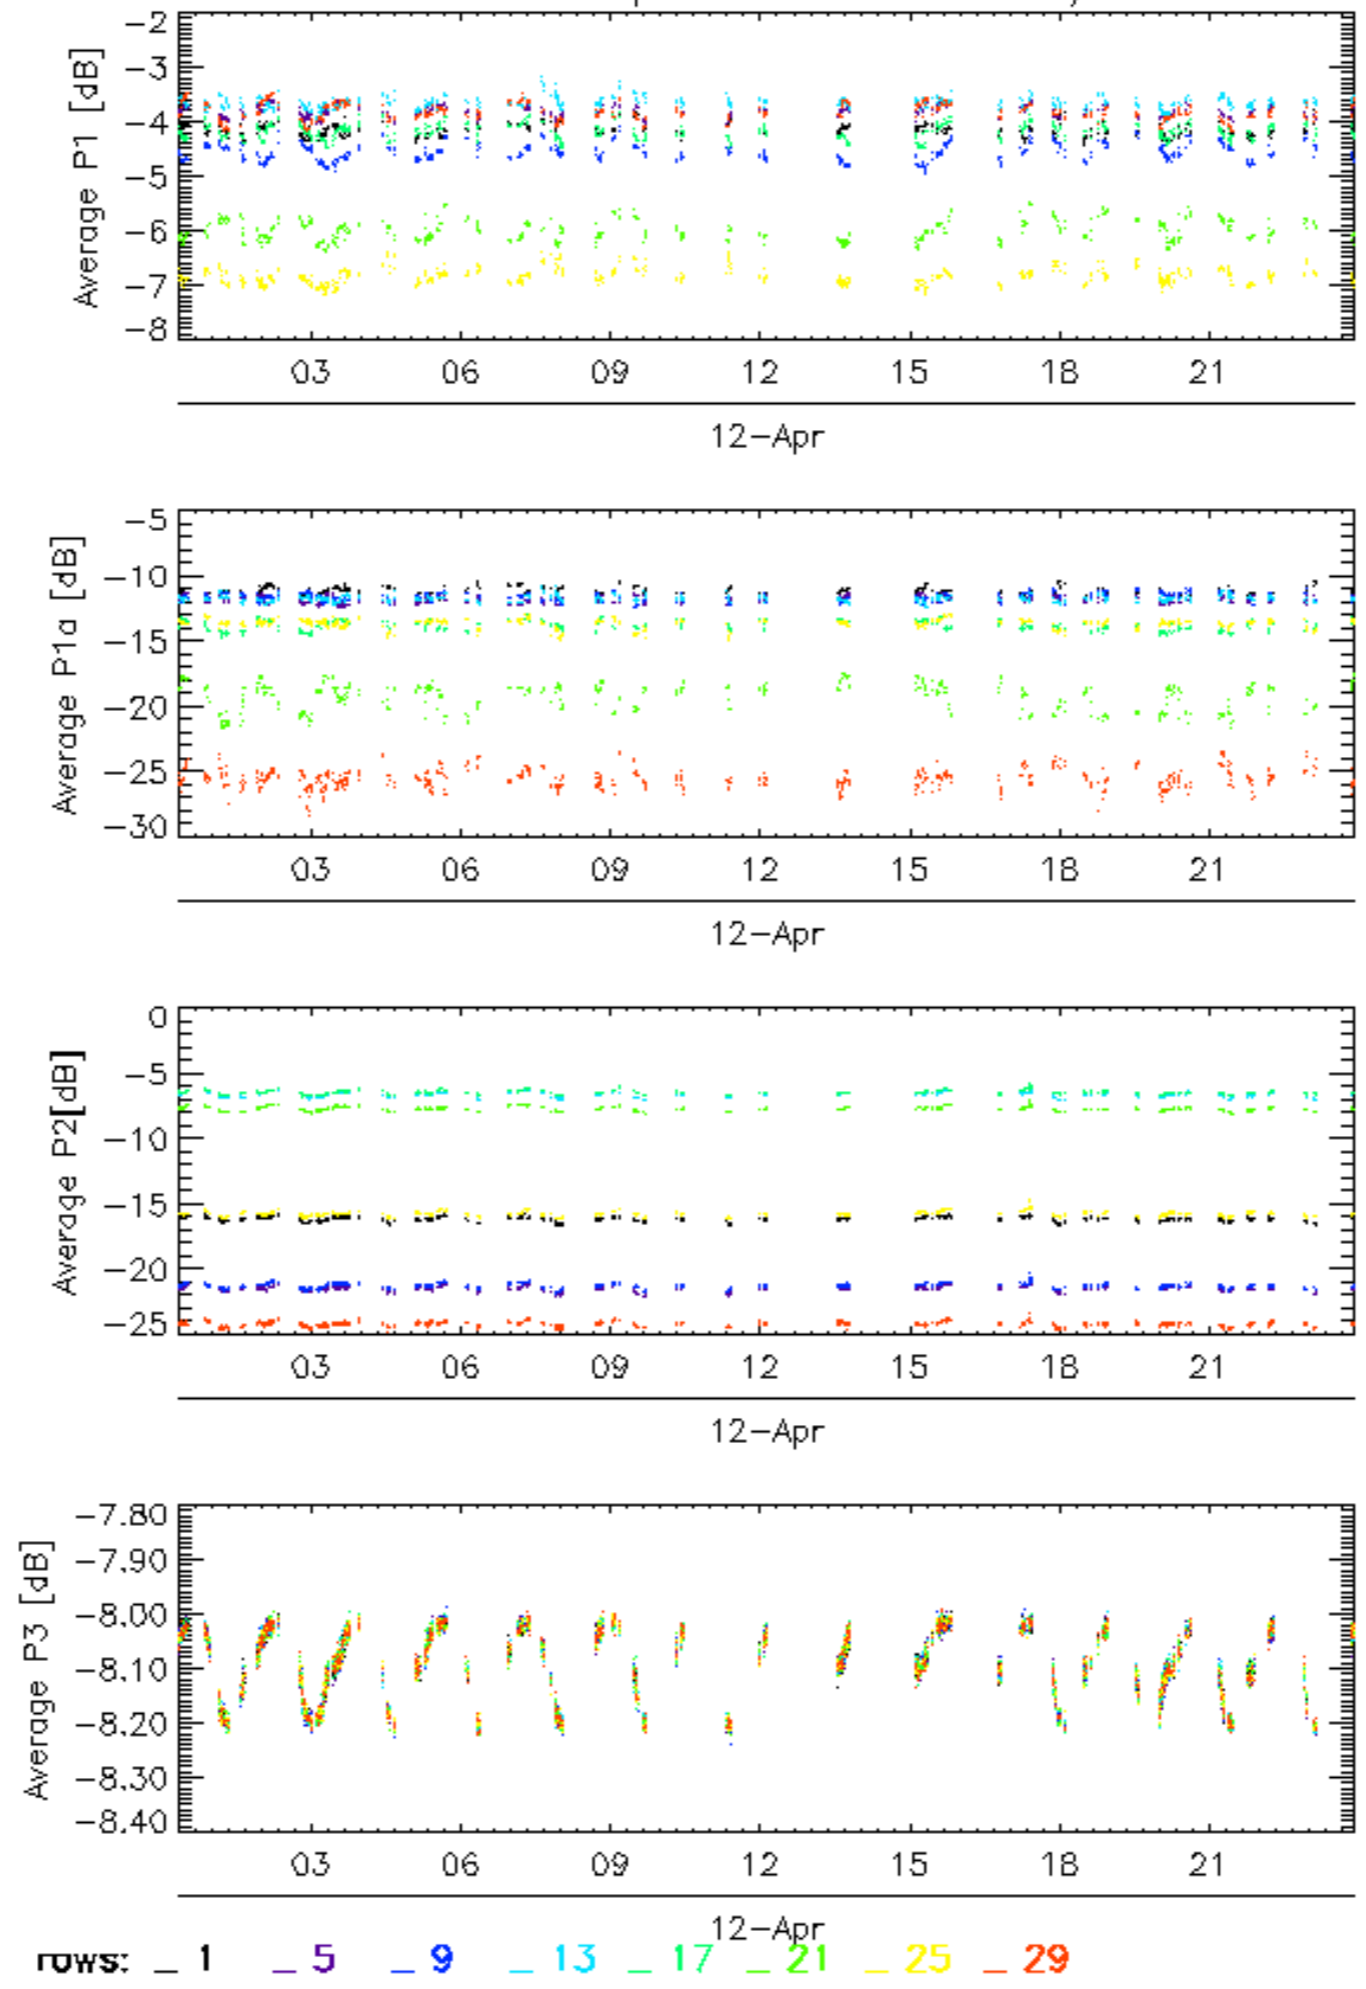 -2
-3
-4
-5
-6
-7
-8
Average P1 [dB]
03 06 09 12 15 18 21
12-Apr
-5
-10
-15
-20
-25
-30
Average P1a [dB]
03 06 09 12 15 18 21
12-Apr
0
-5
-10
-15
-20
-25
Average P2[dB]
03 06 09 12 15 18 21
12-Apr
-7.80
-7.90
-8.00
-8.10
-8.20
-8.30
-8.40
Average P3 [dB]
03 06 09 12 15 18 21
12-Apr
rows: _ 1 _ 5 _ 9 _ 13 _ 17 _ 21 _ 25 _ 29